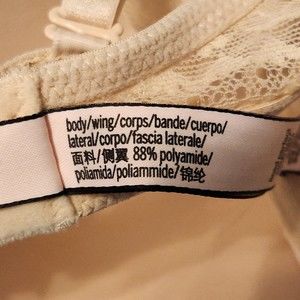 body/wing/corps/bande/cuerpo/
lateral/corpo/fascia laterale/
面料/侧翼 88% polyamide/
poliamida/poliammide/锦纶